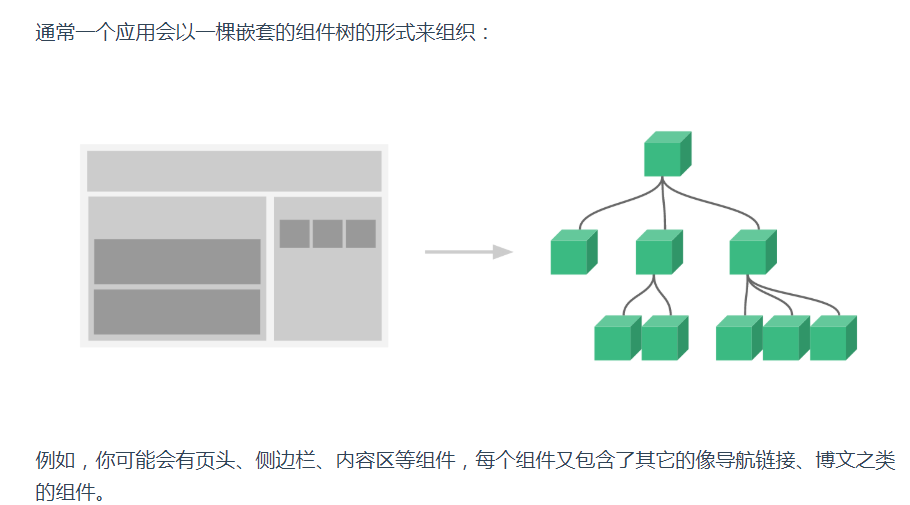 通常一个应用会以一棵嵌套的组件树的形式来组织：
例如，你可能会有页头、侧边栏、内容区等组件，每个组件又包含了其它的像导航链接、博文之类
的组件。